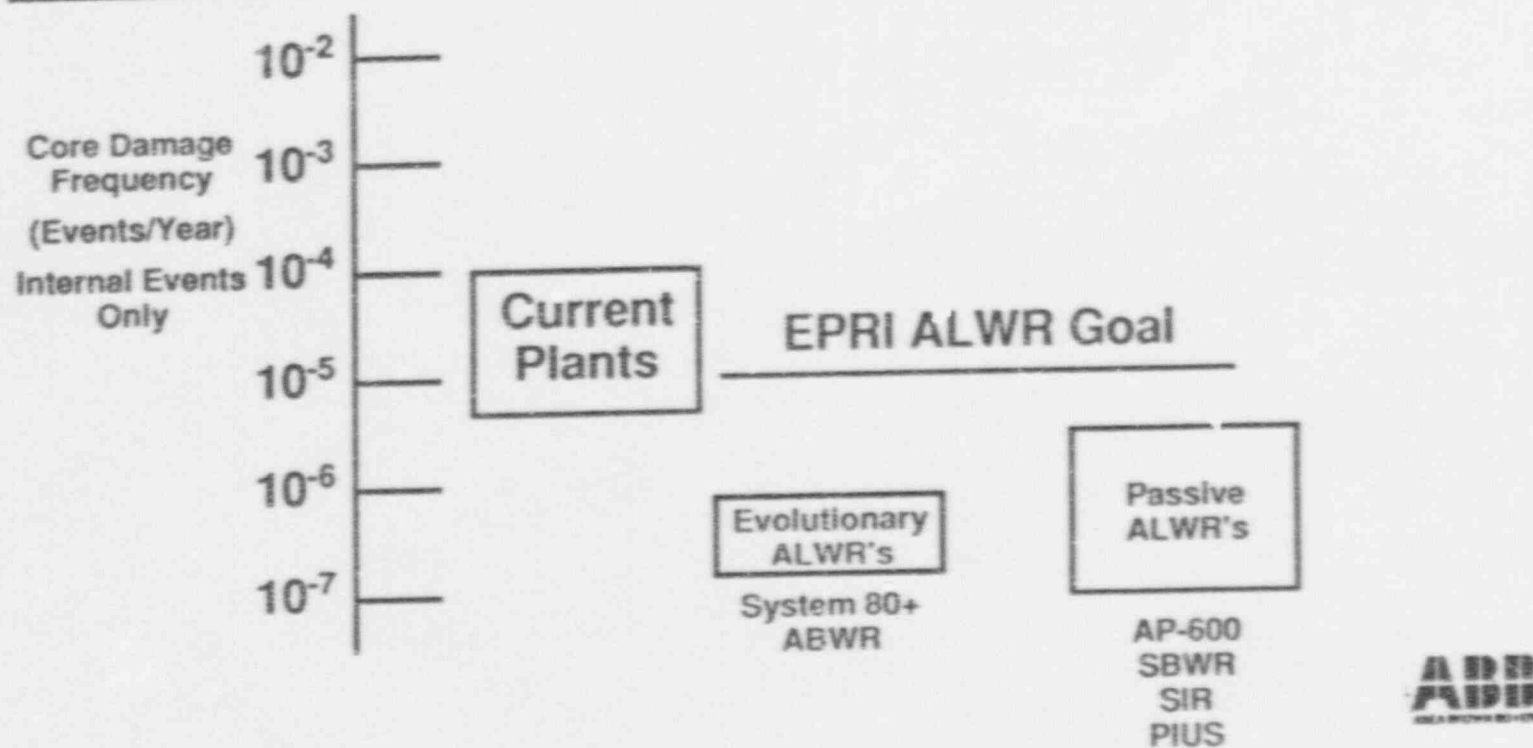 10⁻²
Core Damage
Frequency
(Events/Year)
Internal Events
Only
10⁻³
10⁻⁴
10⁻⁵
10⁻⁶
10⁻⁷
Current
Plants
EPRI ALWR Goal
Evolutionary
ALWR's
System 80+
ABWR
Passive
ALWR's
AP-600
SBWR
SIR
PIUS